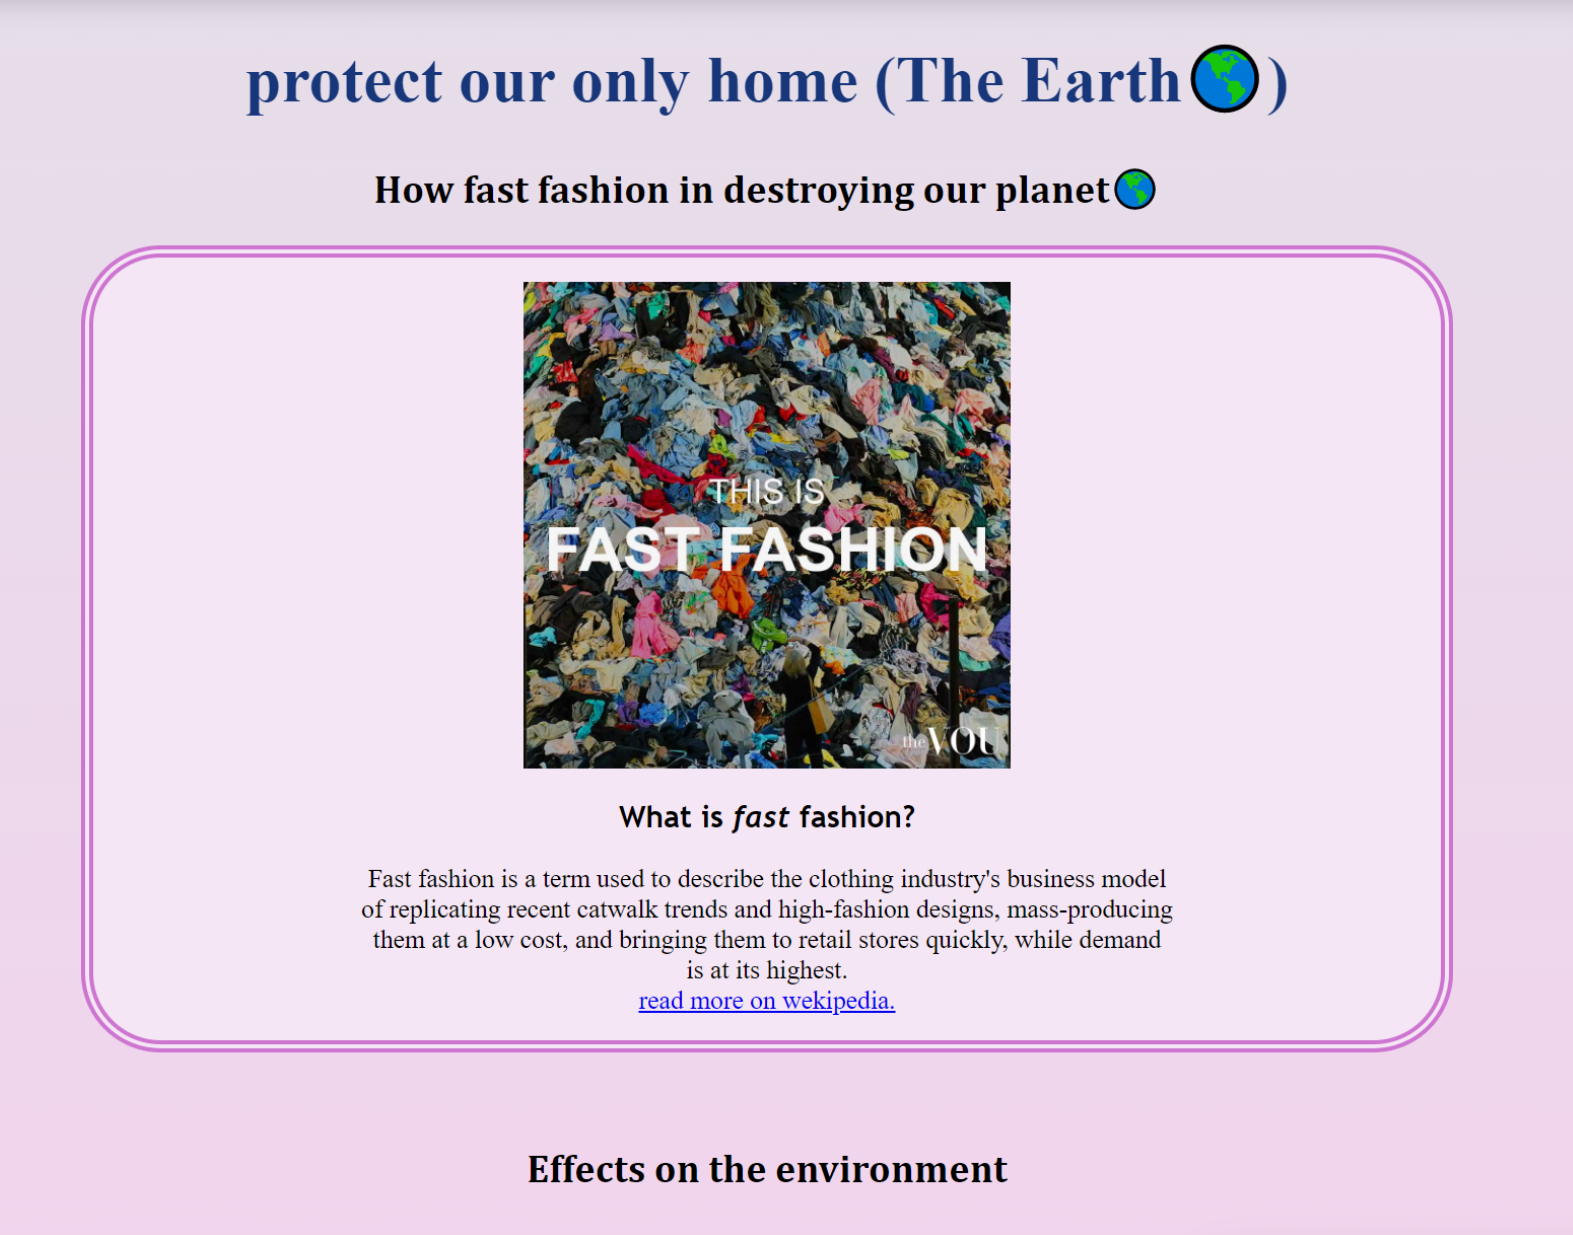 protect our only home (The Earth🌎)
How fast fashion in destroying our planet🌎
THIS IS
FAST FASHION
theVOU
What is fast fashion?
Fast fashion is a term used to describe the clothing industry's business model
of replicating recent catwalk trends and high-fashion designs, mass-producing
them at a low cost, and bringing them to retail stores quickly, while demand
is at its highest.
read more on wekipedia.
Effects on the environment